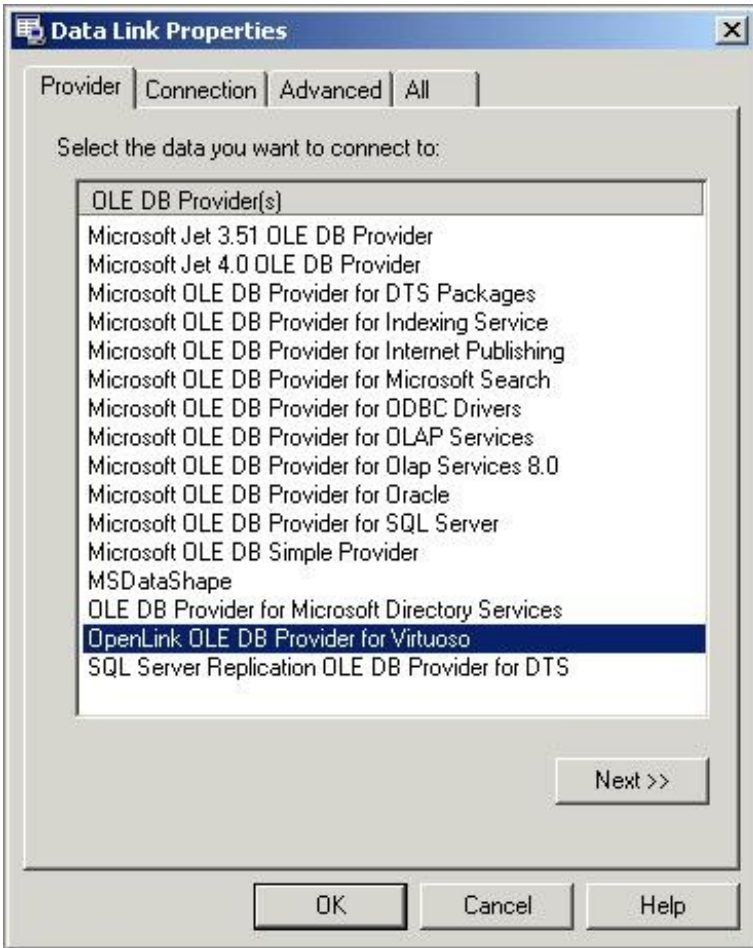 Data Link Properties
Provider Connection Advanced All
Select the data you want to connect to:
OLE DB Provider(s)
Microsoft Jet 3.51 OLE DB Provider
Microsoft Jet 4.0 OLE DB Provider
Microsoft OLE DB Provider for DTS Packages
Microsoft OLE DB Provider for Indexing Service
Microsoft OLE DB Provider for Internet Publishing
Microsoft OLE DB Provider for Microsoft Search
Microsoft OLE DB Provider for ODBC Drivers
Microsoft OLE DB Provider for OLAP Services
Microsoft OLE DB Provider for Olap Services 8.0
Microsoft OLE DB Provider for Oracle
Microsoft OLE DB Provider for SQL Server
Microsoft OLE DB Simple Provider
MSDataShape
OLE DB Provider for Microsoft Directory Services
OpenLink OLE DB Provider for Virtuoso
SQL Server Replication OLE DB Provider for DTS
Next >>
OK Cancel Help